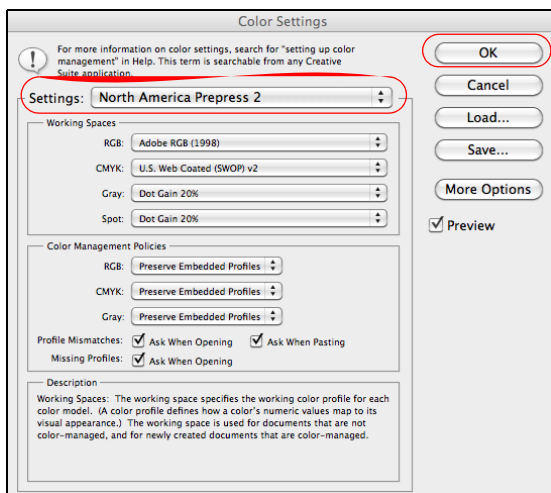 Color Settings
For more information on color settings, search for "setting up color
management" in Help. This term is searchable from any Creative
Suite application.
Settings: North America Prepress 2
Working Spaces
RGB: Adobe RGB (1998)
CMYK: U.S. Web Coated (SWOP) v2
Gray: Dot Gain 20%
Spot: Dot Gain 20%
Color Management Policies
RGB: Preserve Embedded Profiles
CMYK: Preserve Embedded Profiles
Gray: Preserve Embedded Profiles
Profile Mismatches: Ask When Opening Ask When Pasting
Missing Profiles: Ask When Opening
Description
Working Spaces: The working space specifies the working color profile for each
color model. (A color profile defines how a color's numeric values map to its
visual appearance.) The working space is used for documents that are not
color-managed, and for newly created documents that are color-managed.
OK
Cancel
Load...
Save...
More Options
Preview